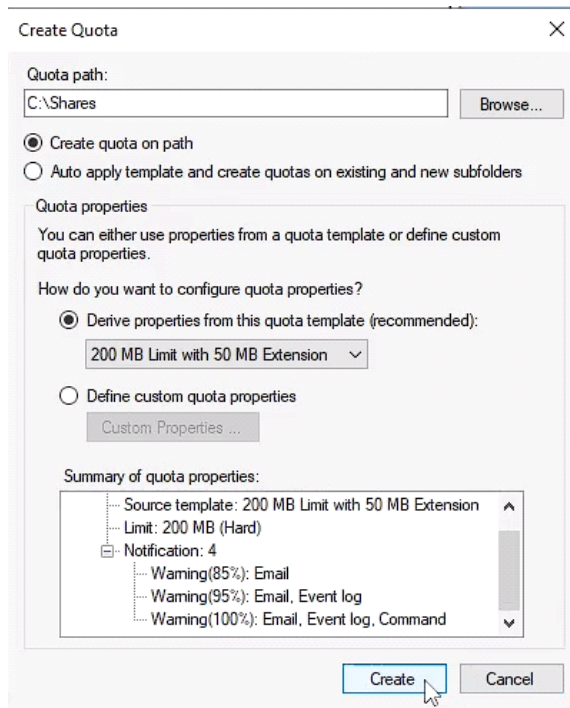 Create Quota
Quota path:
C:\Shares
Browse...
Create quota on path
Auto apply template and create quotas on existing and new subfolders
Quota properties
You can either use properties from a quota template or define custom
quota properties.
How do you want to configure quota properties?
Derive properties from this quota template (recommended):
200 MB Limit with 50 MB Extension
Define custom quota properties
Custom Properties ...
Summary of quota properties:
Source template: 200 MB Limit with 50 MB Extension
Limit: 200 MB (Hard)
Notification: 4
Warning(85%): Email
Warning(95%): Email, Event log
Warning(100%): Email, Event log, Command
Create
Cancel